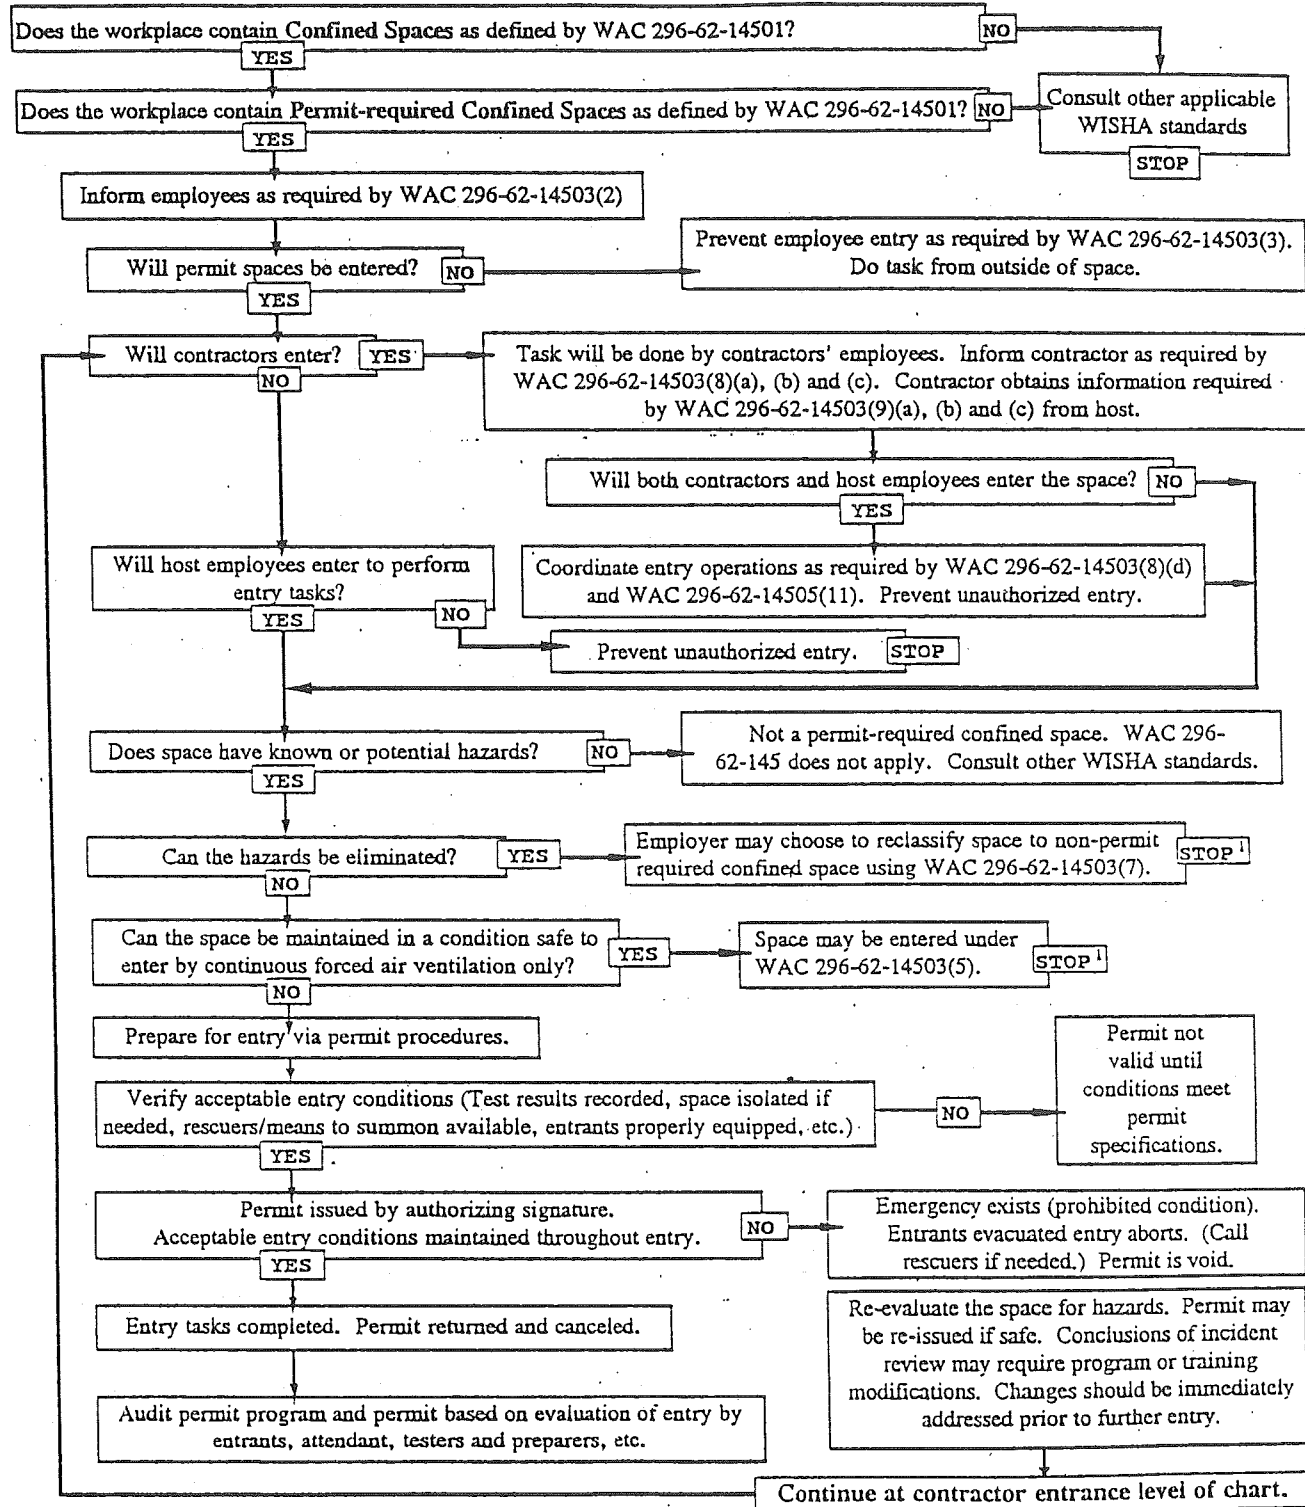 Does the workplace contain Confined Spaces as defined by WAC 296-62-14501?
NO
YES
Does the workplace contain Permit-required Confined Spaces as defined by WAC 296-62-14501?
NO
YES
Consult other applicable
WISHA standards
STOP
Inform employees as required by WAC 296-62-14503(2)
Will permit spaces be entered?
NO
YES
Prevent employee entry as required by WAC 296-62-14503(3).
Do task from outside of space.
Will contractors enter?
YES
NO
Task will be done by contractors' employees. Inform contractor as required by
WAC 296-62-14503(8)(a), (b) and (c). Contractor obtains information required
by WAC 296-62-14503(9)(a), (b) and (c) from host.
Will both contractors and host employees enter the space?
NO
YES
Will host employees enter to perform
entry tasks?
YES
NO
Coordinate entry operations as required by WAC 296-62-14503(8)(d)
and WAC 296-62-14505(11). Prevent unauthorized entry.
Prevent unauthorized entry.
STOP
Does space have known or potential hazards?
NO
YES
Not a permit-required confined space. WAC 296-
62-145 does not apply. Consult other WISHA standards.
Can the hazards be eliminated?
YES
NO
Employer may choose to reclassify space to non-permit
required confined space using WAC 296-62-14503(7).
STOP¹
Can the space be maintained in a condition safe to
enter by continuous forced air ventilation only?
YES
NO
Space may be entered under
WAC 296-62-14503(5).
STOP¹
Prepare for entry via permit procedures.
Verify acceptable entry conditions (Test results recorded, space isolated if
needed, rescuers/means to summon available, entrants properly equipped, etc.)
NO
YES
Permit not
valid until
conditions meet
permit
specifications.
Permit issued by authorizing signature.
Acceptable entry conditions maintained throughout entry.
NO
YES
Emergency exists (prohibited condition).
Entrants evacuated entry aborts. (Call
rescuers if needed.) Permit is void.
Entry tasks completed. Permit returned and canceled.
Re-evaluate the space for hazards. Permit may
be re-issued if safe. Conclusions of incident
review may require program or training
modifications. Changes should be immediately
addressed prior to further entry.
Audit permit program and permit based on evaluation of entry by
entrants, attendant, testers and preparers, etc.
Continue at contractor entrance level of chart.